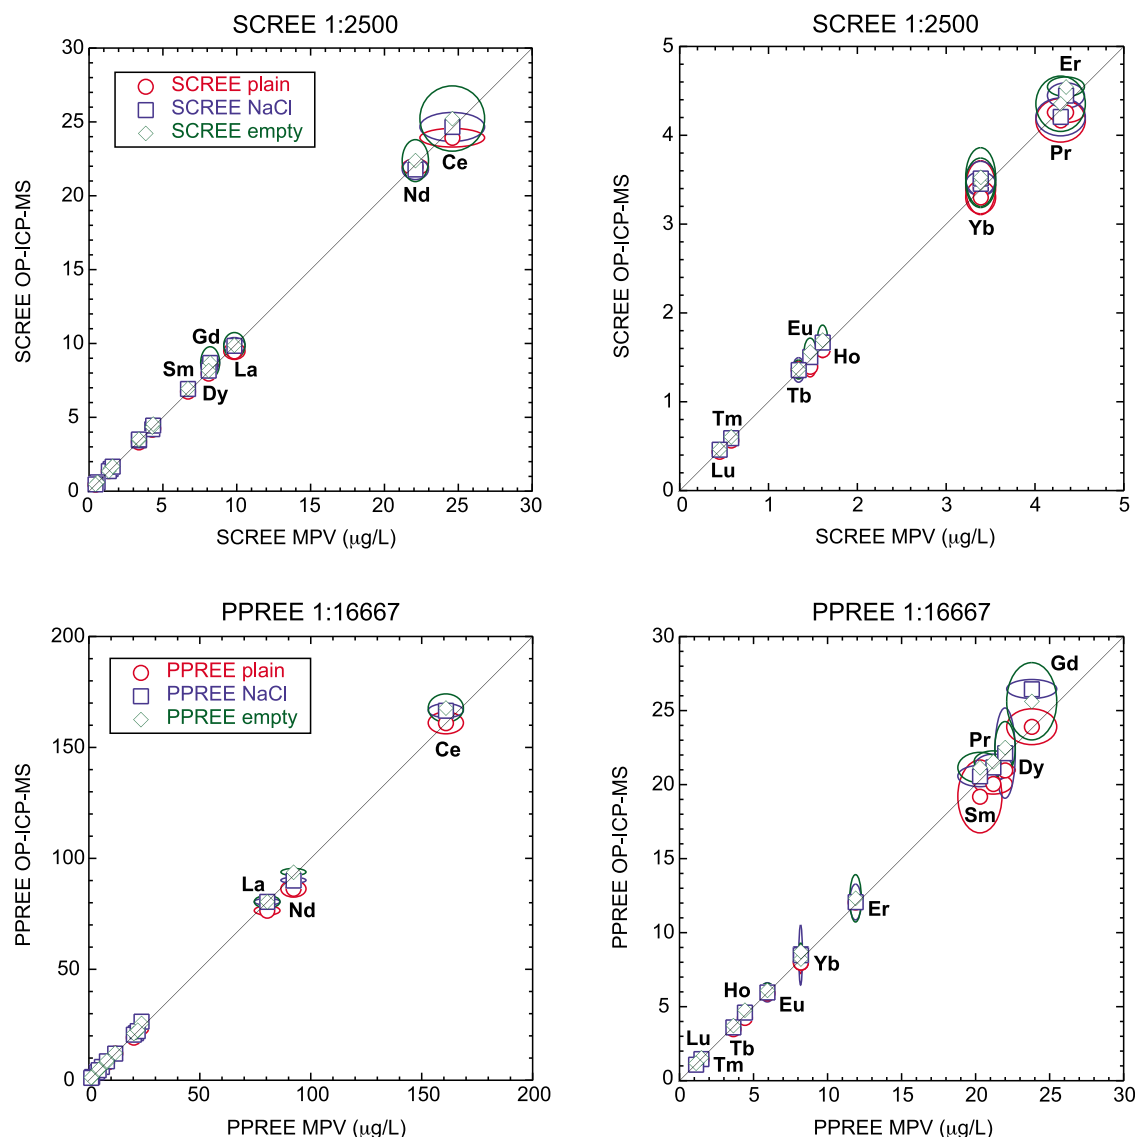 SCREE 1:2500
30
25
20
15
10
5
0
SCREE OP-ICP-MS
SCREE plain
SCREE NaCl
SCREE empty
Ce
Nd
Gd
Sm
La
Dy
0 5 10 15 20 25 30
SCREE MPV (μg/L)
SCREE 1:2500
5
4
3
2
1
0
SCREE OP-ICP-MS
Er
Pr
Yb
Eu
Ho
Tb
Tm
Lu
0 1 2 3 4 5
SCREE MPV (μg/L)
PPREE 1:16667
200
150
100
50
0
PPREE OP-ICP-MS
PPREE plain
PPREE NaCl
PPREE empty
Ce
La
Nd
0 50 100 150 200
PPREE MPV (μg/L)
PPREE 1:16667
30
25
20
15
10
5
0
PPREE OP-ICP-MS
Gd
Pr
Dy
Sm
Er
Yb
Ho
Eu
Tb
Lu
Tm
0 5 10 15 20 25 30
PPREE MPV (μg/L)